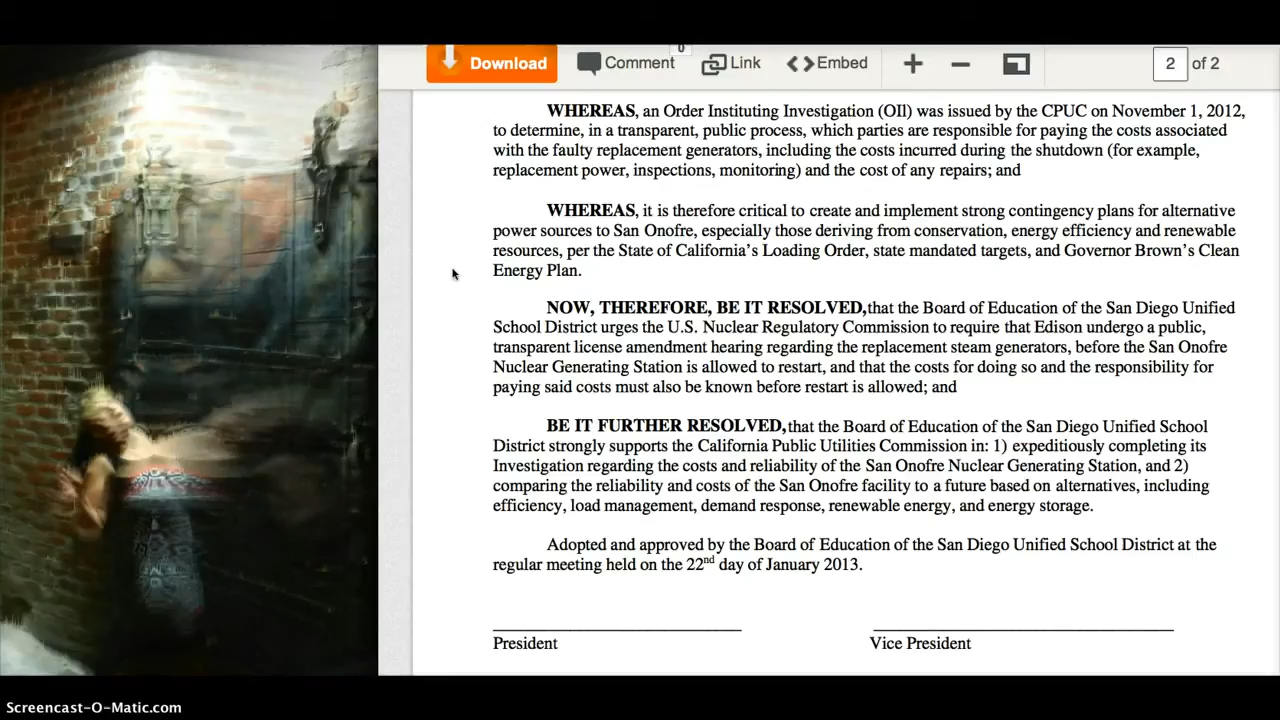 0
Download Comment Link Embed 2 of 2
WHEREAS, an Order Instituting Investigation (OII) was issued by the CPUC on November 1, 2012,
to determine, in a transparent, public process, which parties are responsible for paying the costs associated
with the faulty replacement generators, including the costs incurred during the shutdown (for example,
replacement power, inspections, monitoring) and the cost of any repairs; and
WHEREAS, it is therefore critical to create and implement strong contingency plans for alternative
power sources to San Onofre, especially those deriving from conservation, energy efficiency and renewable
resources, per the State of California's Loading Order, state mandated targets, and Governor Brown's Clean
Energy Plan.
NOW, THEREFORE, BE IT RESOLVED,that the Board of Education of the San Diego Unified
School District urges the U.S. Nuclear Regulatory Commission to require that Edison undergo a public,
transparent license amendment hearing regarding the replacement steam generators, before the San Onofre
Nuclear Generating Station is allowed to restart, and that the costs for doing so and the responsibility for
paying said costs must also be known before restart is allowed; and
BE IT FURTHER RESOLVED,that the Board of Education of the San Diego Unified School
District strongly supports the California Public Utilities Commission in: 1) expeditiously completing its
Investigation regarding the costs and reliability of the San Onofre Nuclear Generating Station, and 2)
comparing the reliability and costs of the San Onofre facility to a future based on alternatives, including
efficiency, load management, demand response, renewable energy, and energy storage.
Adopted and approved by the Board of Education of the San Diego Unified School District at the
regular meeting held on the 22nd day of January 2013.
President Vice President
Screencast-O-Matic.com